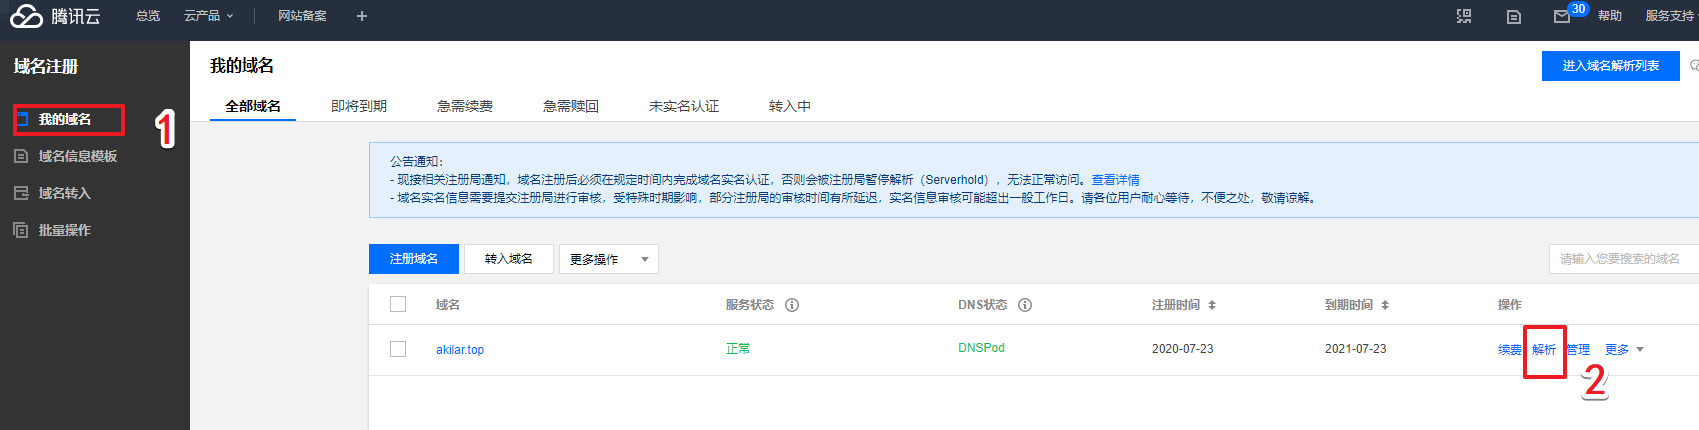 腾讯云 总览 云产品 网站备案 + 30 帮助 服务支持
域名注册
我的域名
域名信息模板
域名转入
批量操作
1
我的域名 进入域名解析列表
全部域名 即将到期 急需续费 急需赎回 未实名认证 转入中
公告通知：
- 现接相关注册局通知，域名注册后必须在规定时间内完成域名实名认证，否则会被注册局暂停解析（Serverhold），无法正常访问。查看详情
- 域名实名信息需要提交注册局进行审核，受特殊时期影响，部分注册局的审核时间有所延迟，实名信息审核可能超出一般工作日。请各位用户耐心等待，不便之处，敬请谅解。
注册域名 转入域名 更多操作 请输入您要搜索的域名
域名 服务状态 DNS状态 注册时间 到期时间 操作
akilar.top 正常 DNSPod 2020-07-23 2021-07-23 续费 解析 管理 更多
2